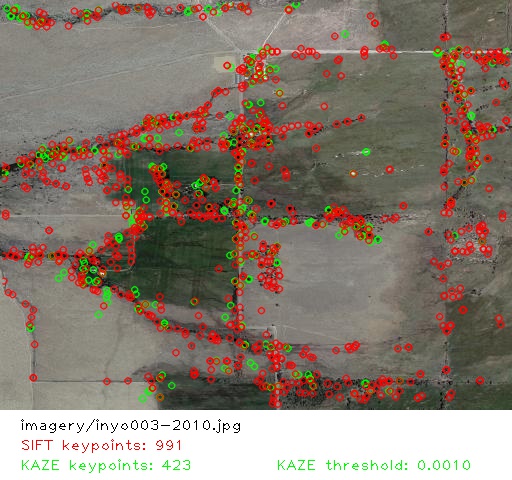 imagery/inyo003-2010.jpg
SIFT keypoints: 991
KAZE keypoints: 423 KAZE threshold: 0.0010